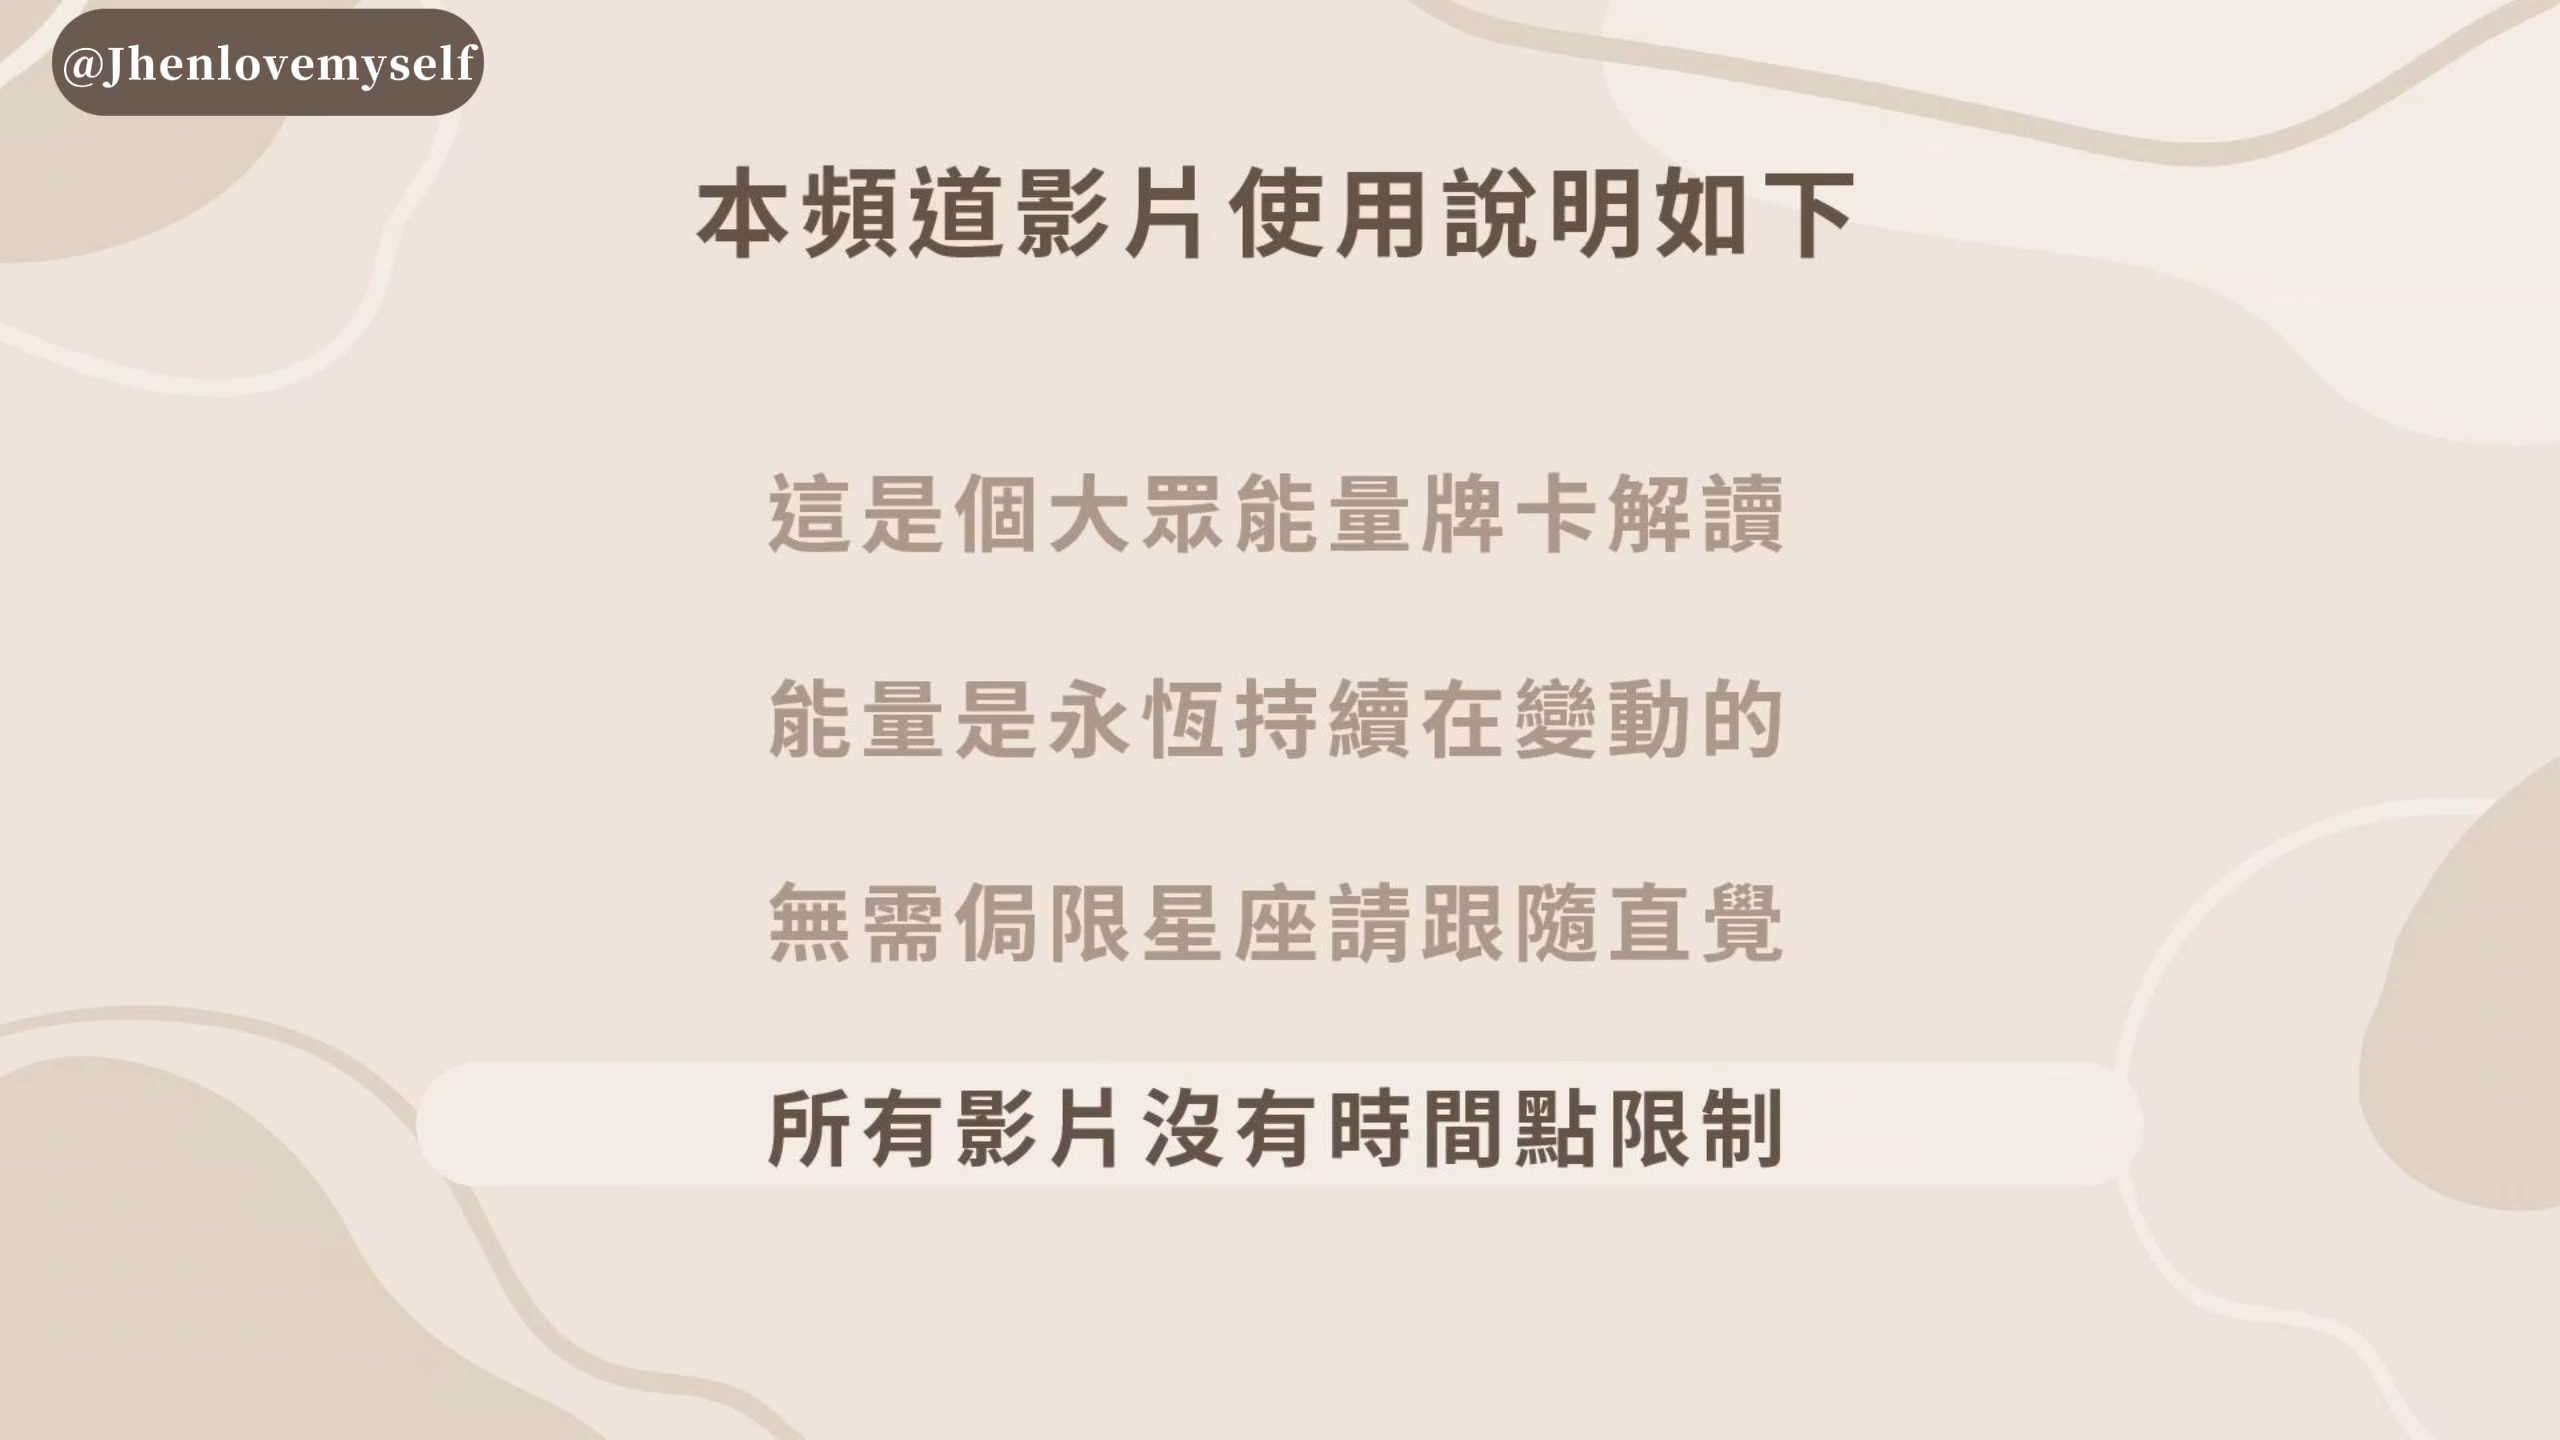 @Jhenlovemyself
本頻道影片使用說明如下
這是個大眾能量牌卡解讀
能量是永恆持續在變動的
無需侷限星座請跟隨直覺
所有影片沒有時間點限制